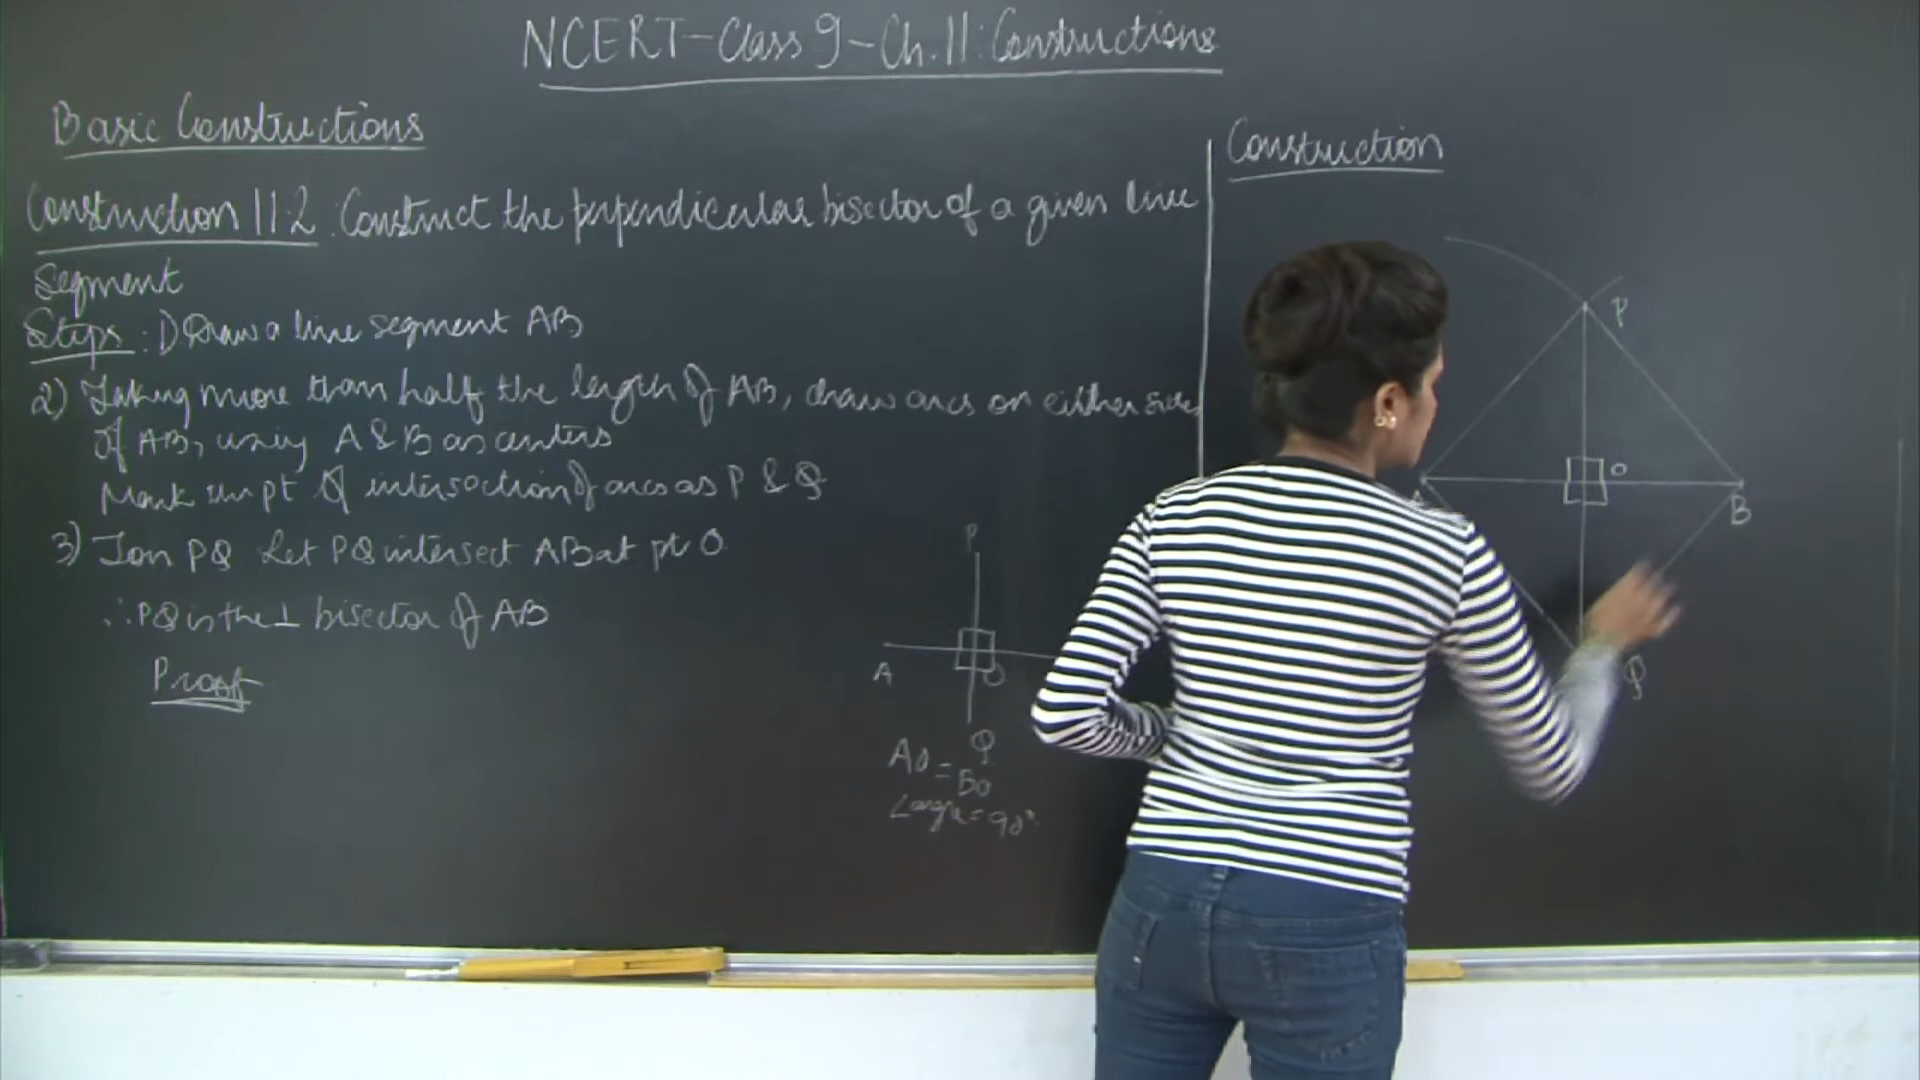 NCERT-Class 9-Ch.11: Constructions
Basic Constructions
Construction 11.2: Construct the perpendicular bisector of a given line
Segment
Steps: 1) Draw a line segment AB
2) Taking more than half the length of AB, draw arcs on either sides
of AB, using A & B as centers
Mark the pt of intersection of arcs as P & Q
3) Join PQ Let PQ intersect AB at pt O
∴ PQ is the ⊥ bisector of AB
Proof
P
A
O
Q
AO = BO
∠angle = 90°
Construction
P
O
A
B
Q